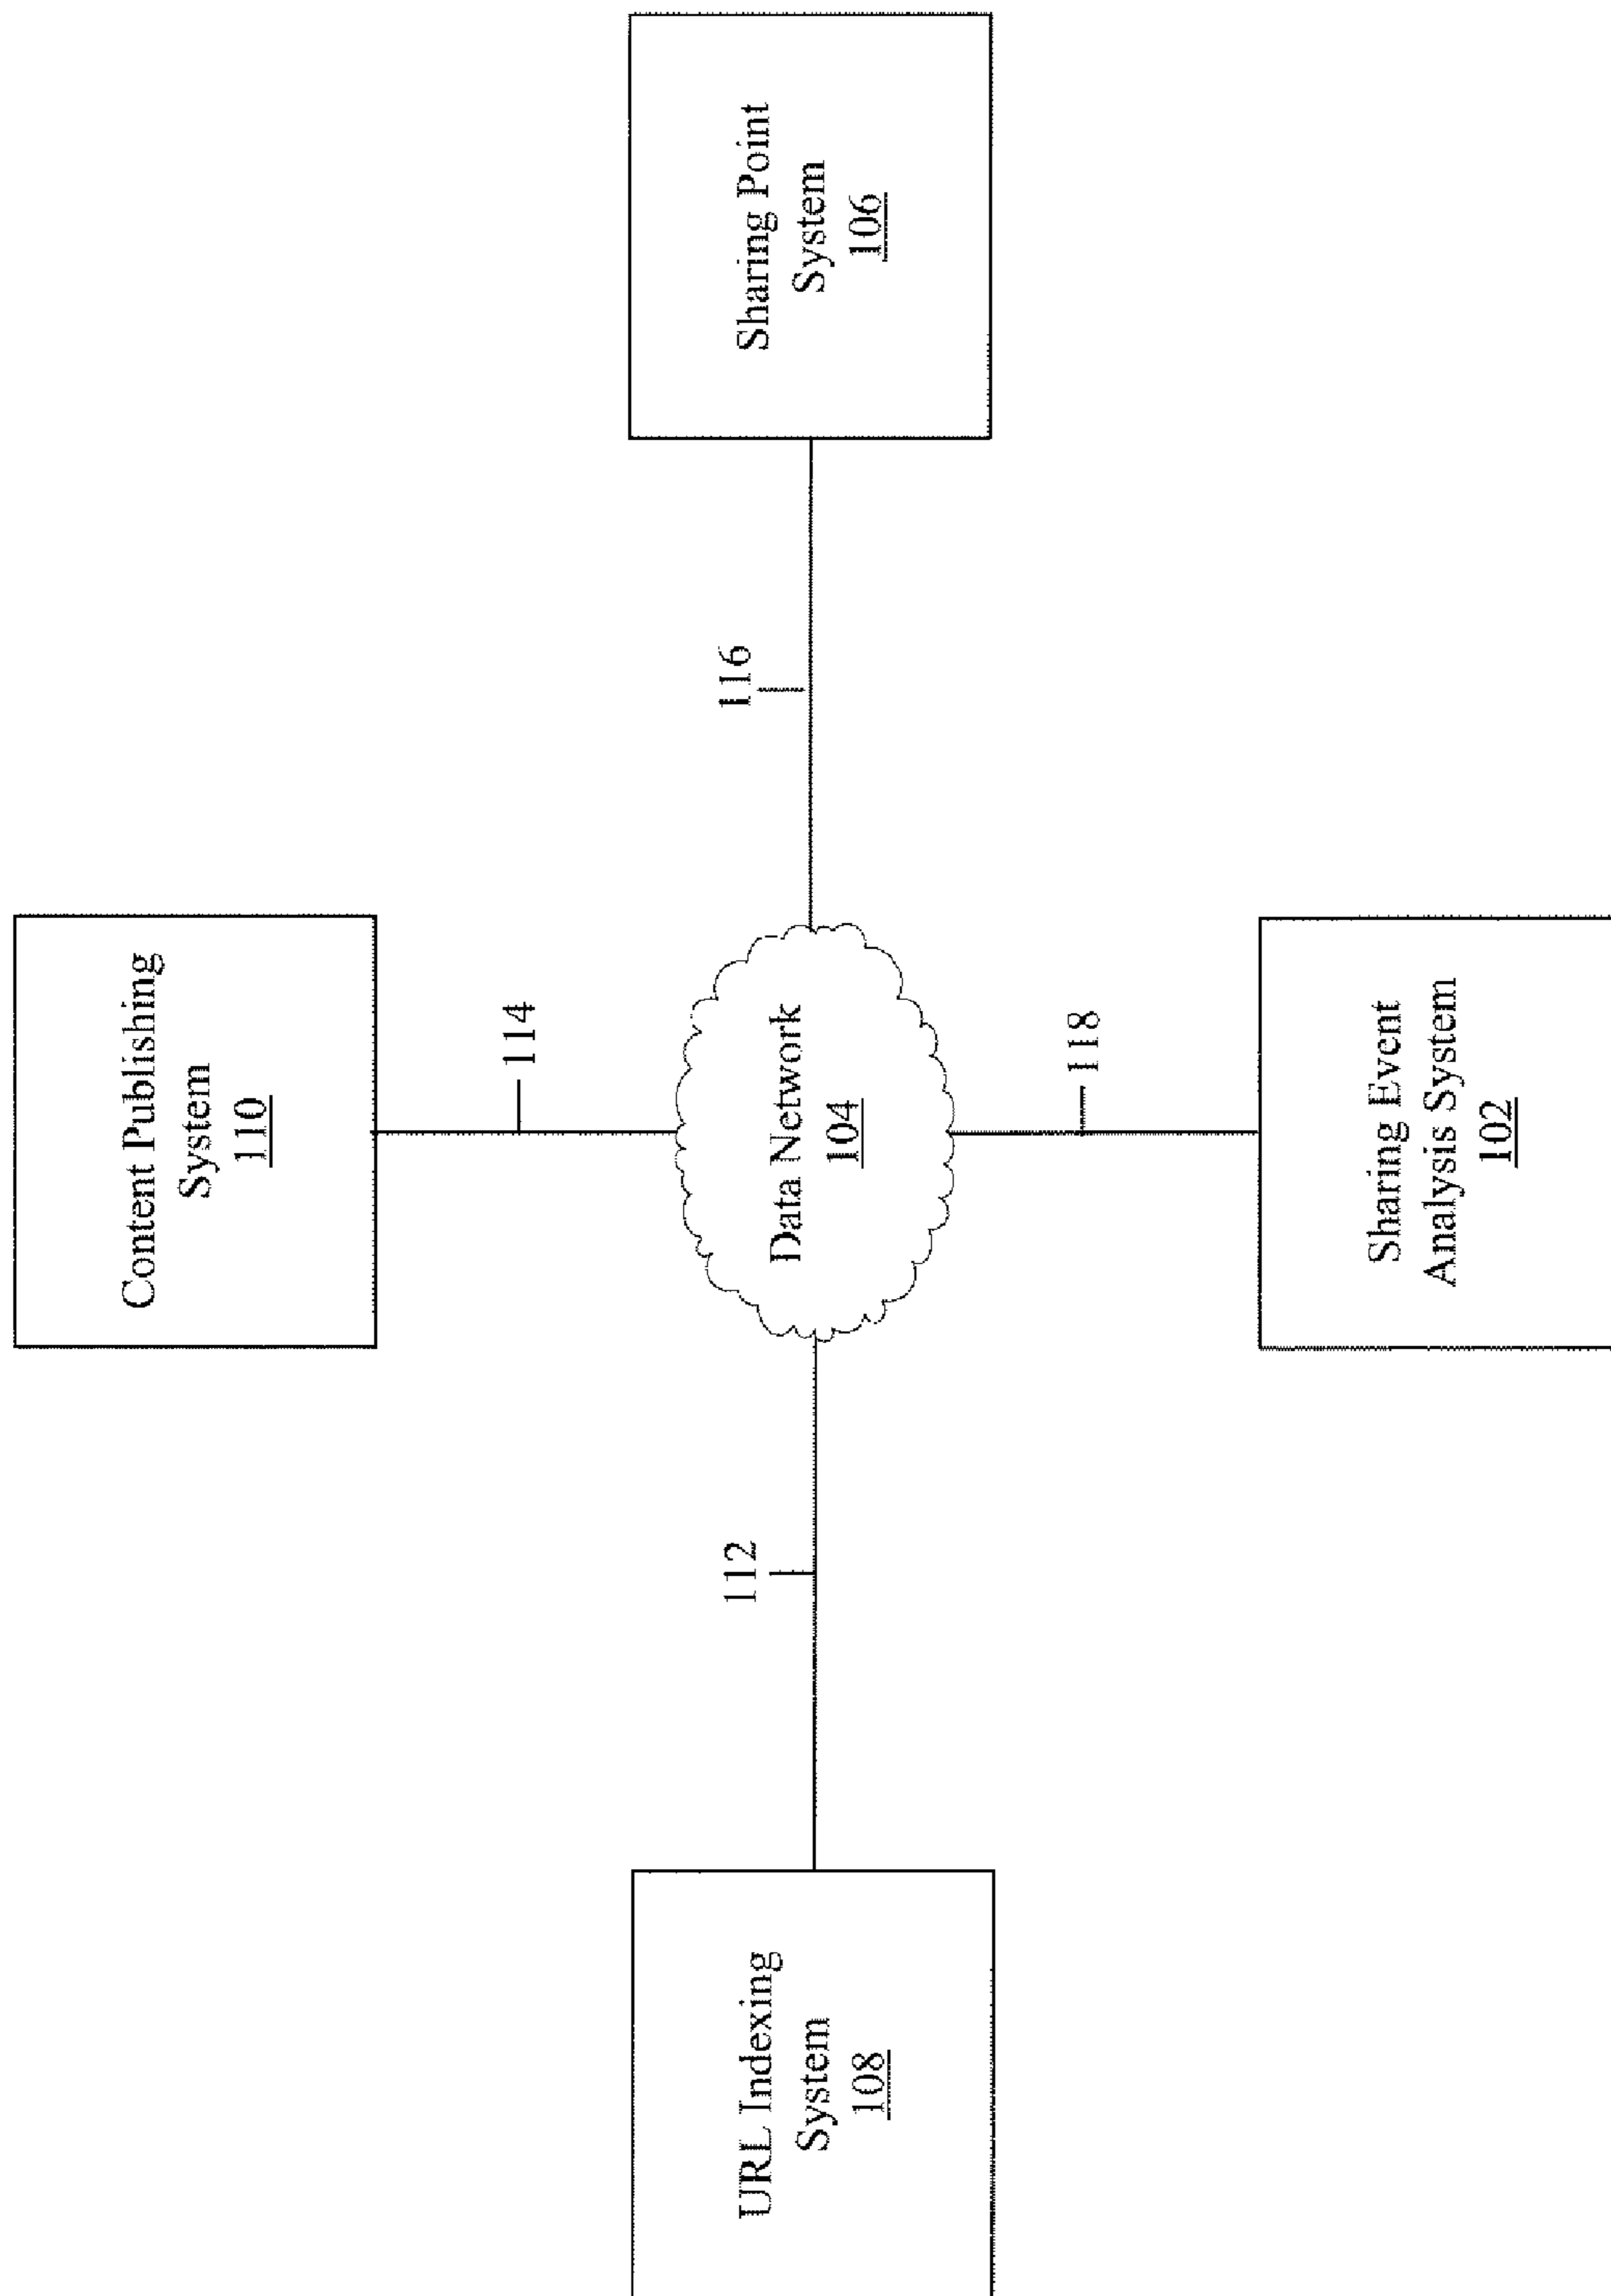 Content Publishing
System
110
114
URL Indexing
System
108
112
Data Network
104
116
Sharing Point
System
106
118
Sharing Event
Analysis System
102